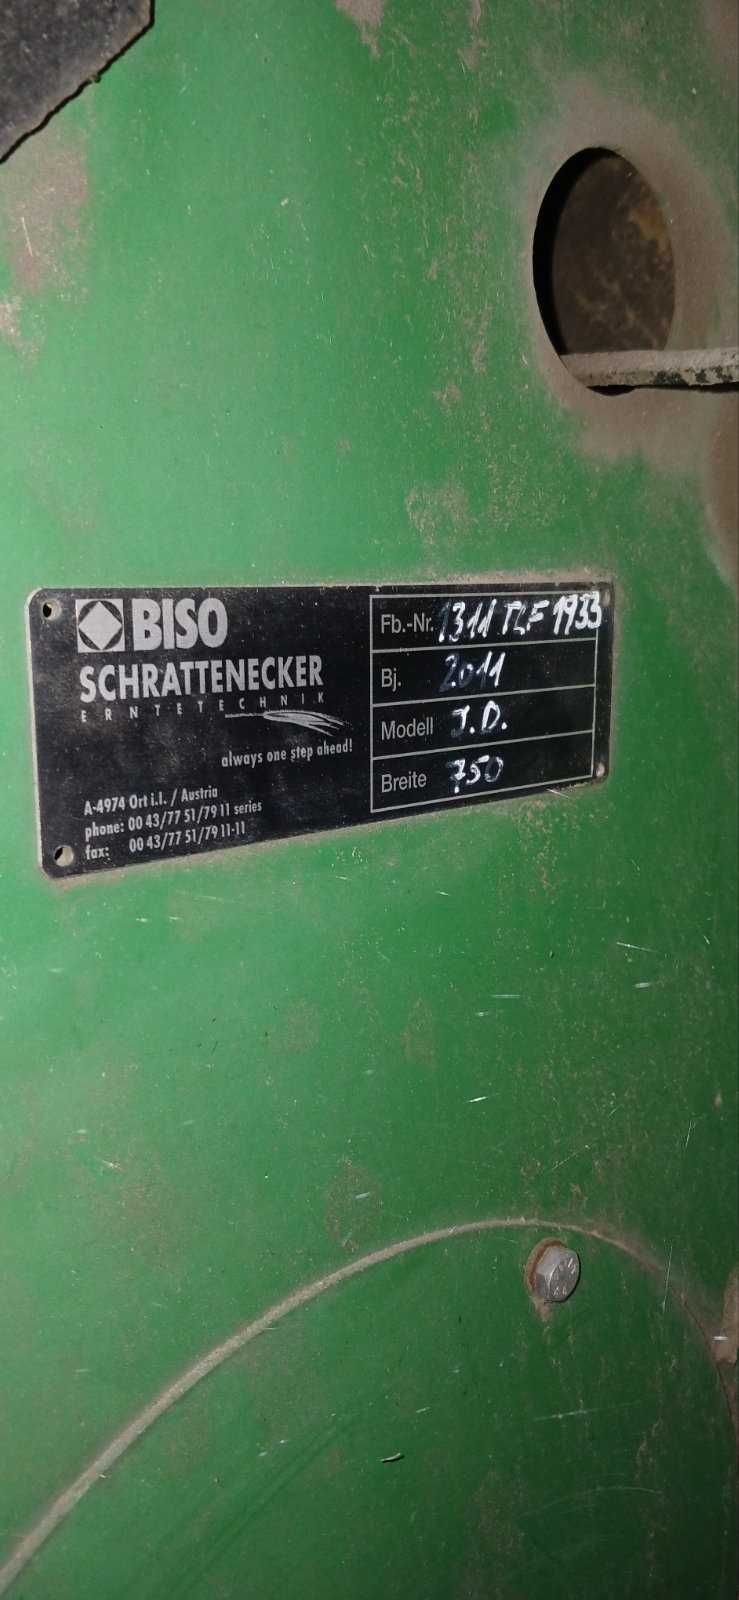 BISO
SCHRATTENECKER
ERNTETECHNIK
always one step ahead!
A-4974 Ort i.I. / Austria
phone: 00 43/77 51/79 11 series
fax: 00 43/77 51/79 11-11
Fb.-Nr. 1311 TRF 1933
Bj. 2011
Modell J.D.
Breite 750